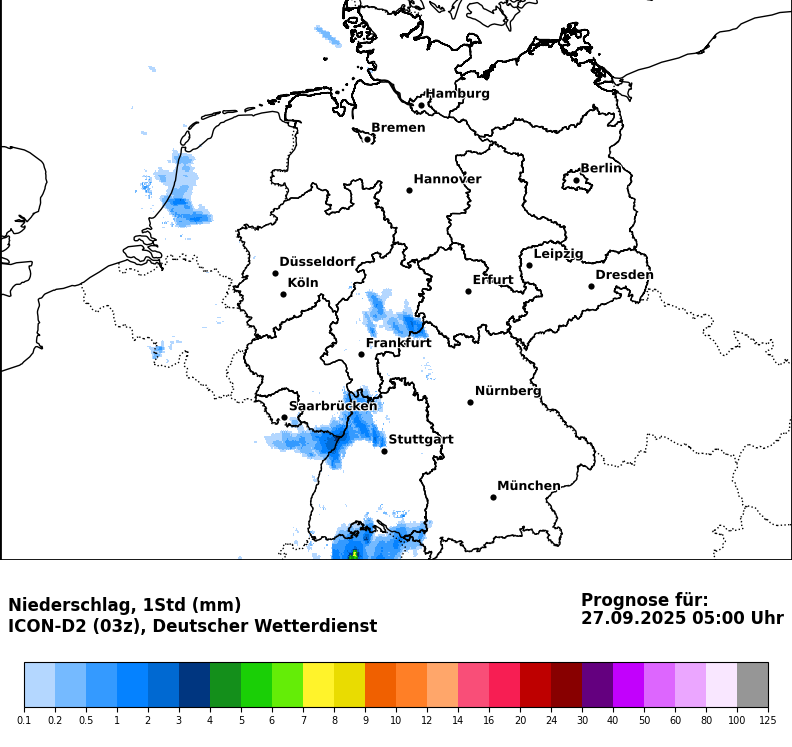 Hamburg
Bremen
Berlin
Hannover
Leipzig
Düsseldorf
Dresden
Köln
Erfurt
Frankfurt
Nürnberg
Saarbrücken
Stuttgart
München
Niederschlag, 1Std (mm)
ICON-D2 (03z), Deutscher Wetterdienst
Prognose für:
27.09.2025 05:00 Uhr
0.1 0.2 0.5 1 2 3 4 5 6 7 8 9 10 12 14 16 20 24 30 40 50 60 80 100 125